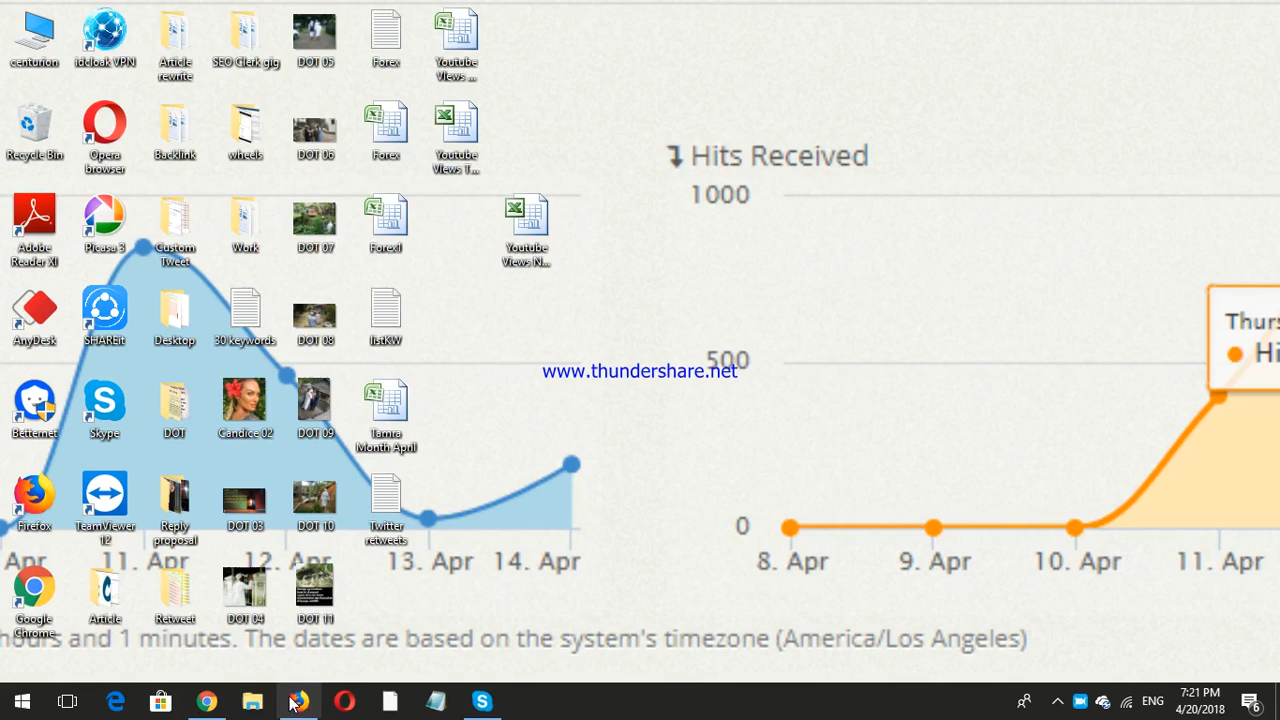 centurion
idcloak VPN
Article
rewrite
SEO Clerk gig
DOT 05
Forex
Youtube
Views ...
Recycle Bin
Opera
browser
Backlink
wheels
DOT 06
Forex
Youtube
Views T...
Hits Received
1000
Adobe
Reader XI
Picasa 3
Custom
Tweet
Work
DOT 07
Forex1
Youtube
Views N...
AnyDesk
SHAREit
Desktop
30 keywords
DOT 08
listKW
Thurs
Hi
500
www.thundershare.net
Betternet
Skype
DOT
Candice 02
DOT 09
Tamra
Month April
Firefox
TeamViewer
12
Reply
proposal
DOT 03
DOT 10
Twitter
retweets
0
Apr
11. Apr
12. Apr
13. Apr
14. Apr
8. Apr
9. Apr
10. Apr
11. Apr
Google
Chrome
Article
Retweet
DOT 04
DOT 11
hours and 1 minutes. The dates are based on the system's timezone (America/Los Angeles)
ENG
7:21 PM
4/20/2018
6